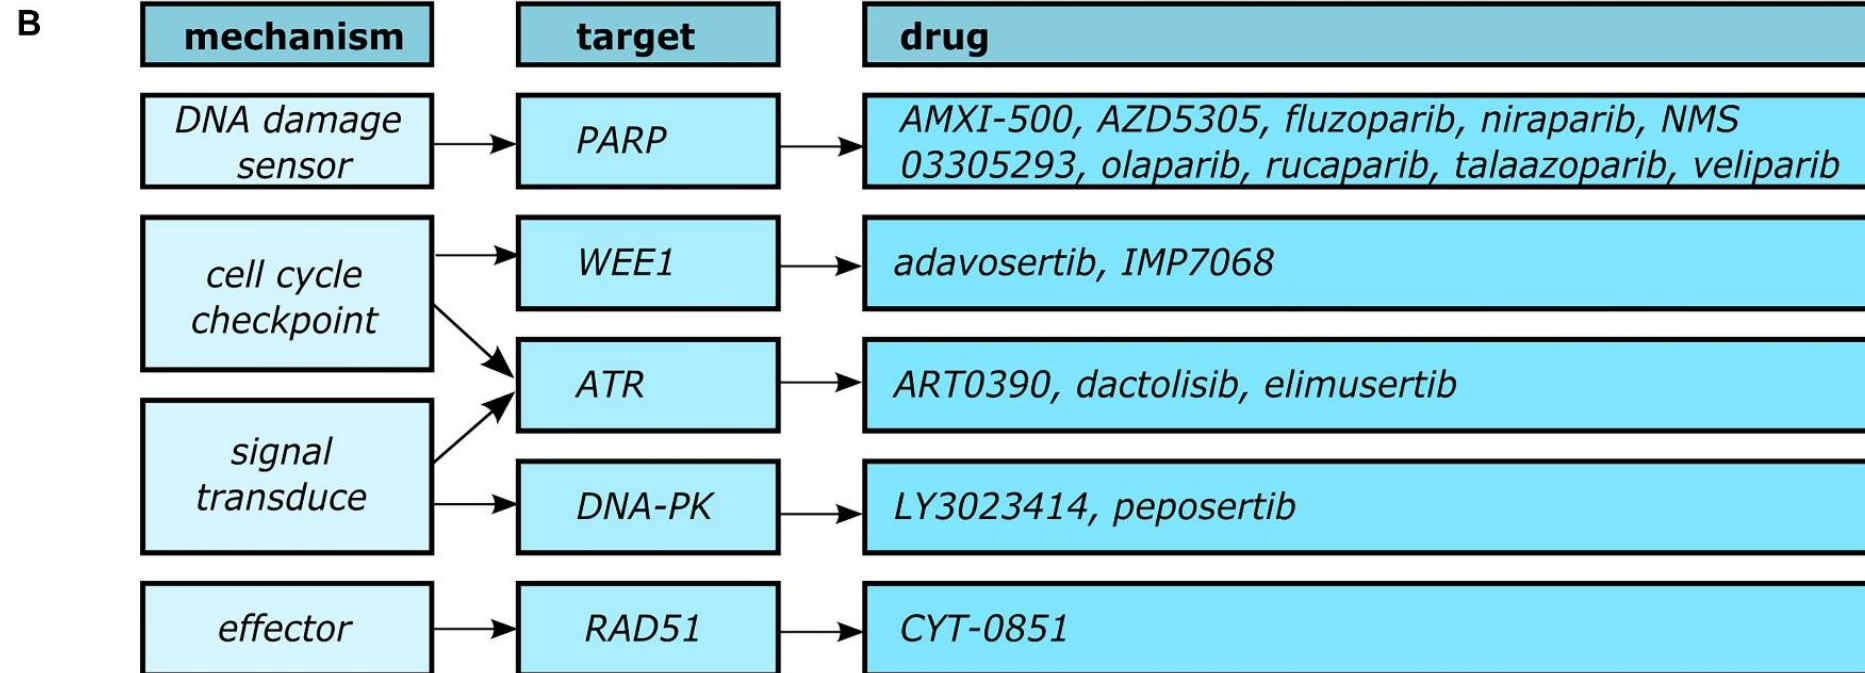 B
mechanism
target
drug
DNA damage
sensor
PARP
AMXI-500, AZD5305, fluzoparib, niraparib, NMS
03305293, olaparib, rucaparib, talaazoparib, veliparib
cell cycle
checkpoint
WEE1
adavosertib, IMP7068
ATR
ART0390, dactolisib, elimusertib
signal
transduce
DNA-PK
LY3023414, peposertib
effector
RAD51
CYT-0851